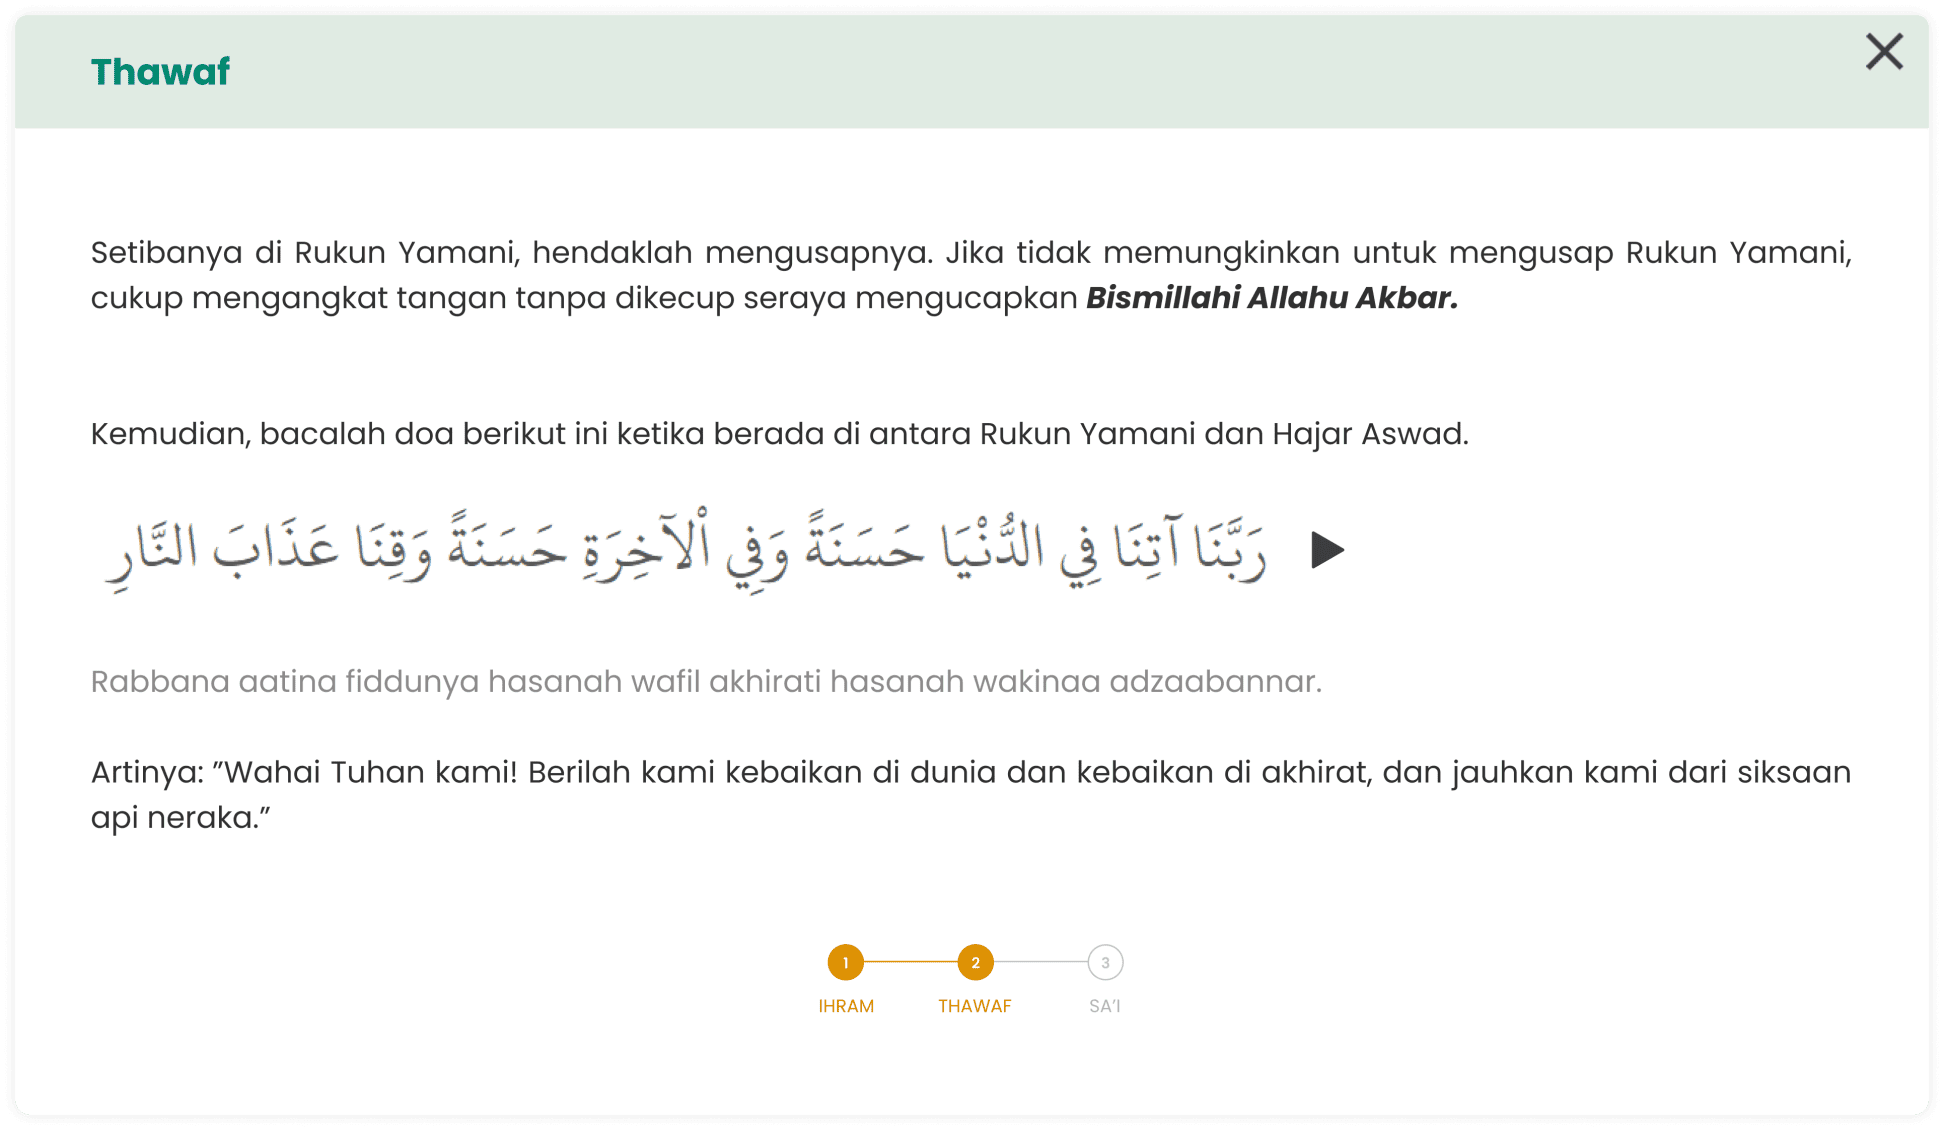 Thawaf
Setibanya di Rukun Yamani, hendaklah mengusapnya. Jika tidak memungkinkan untuk mengusap Rukun Yamani,
cukup mengangkat tangan tanpa dikecup seraya mengucapkan Bismillahi Allahu Akbar.
Kemudian, bacalah doa berikut ini ketika berada di antara Rukun Yamani dan Hajar Aswad.
رَبَّنَا آتِنَا فِي الدُّنْيَا حَسَنَةً وَفِي اْلآخِرَةِ حَسَنَةً وَقِنَا عَذَابَ النَّارِ
Rabbana aatina fiddunya hasanah wafil akhirati hasanah wakinaa adzaabannar.
Artinya: ”Wahai Tuhan kami! Berilah kami kebaikan di dunia dan kebaikan di akhirat, dan jauhkan kami dari siksaan
api neraka.”
1 2 3
IHRAM THAWAF SA’I